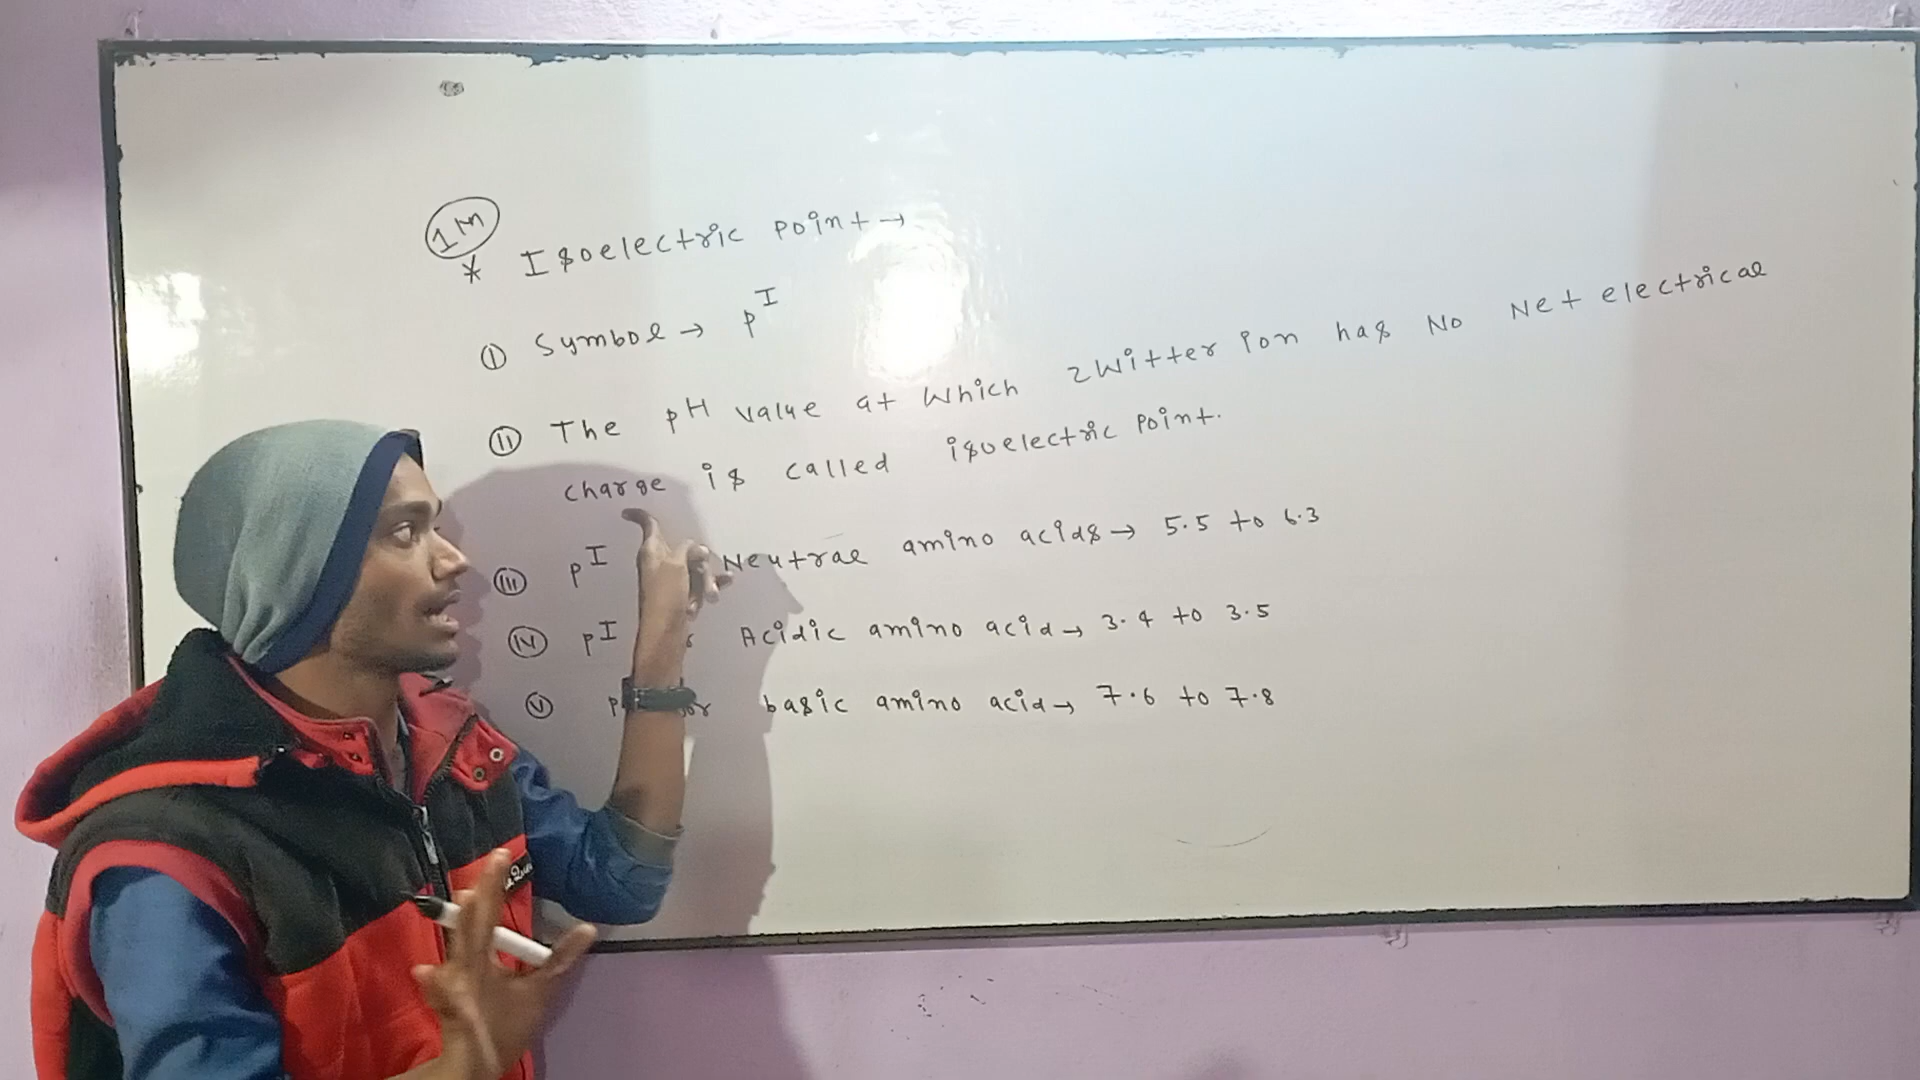 1M
* Isoelectric point →
(I) Symbol → pI
(II) The pH value at which zwitter ion has No Net electrical
charge is called isoelectric point.
(III) pI Neutral amino acids → 5.5 to 6.3
(IV) pI Acidic amino acid → 3.4 to 3.5
(V) basic amino acid → 7.6 to 7.8